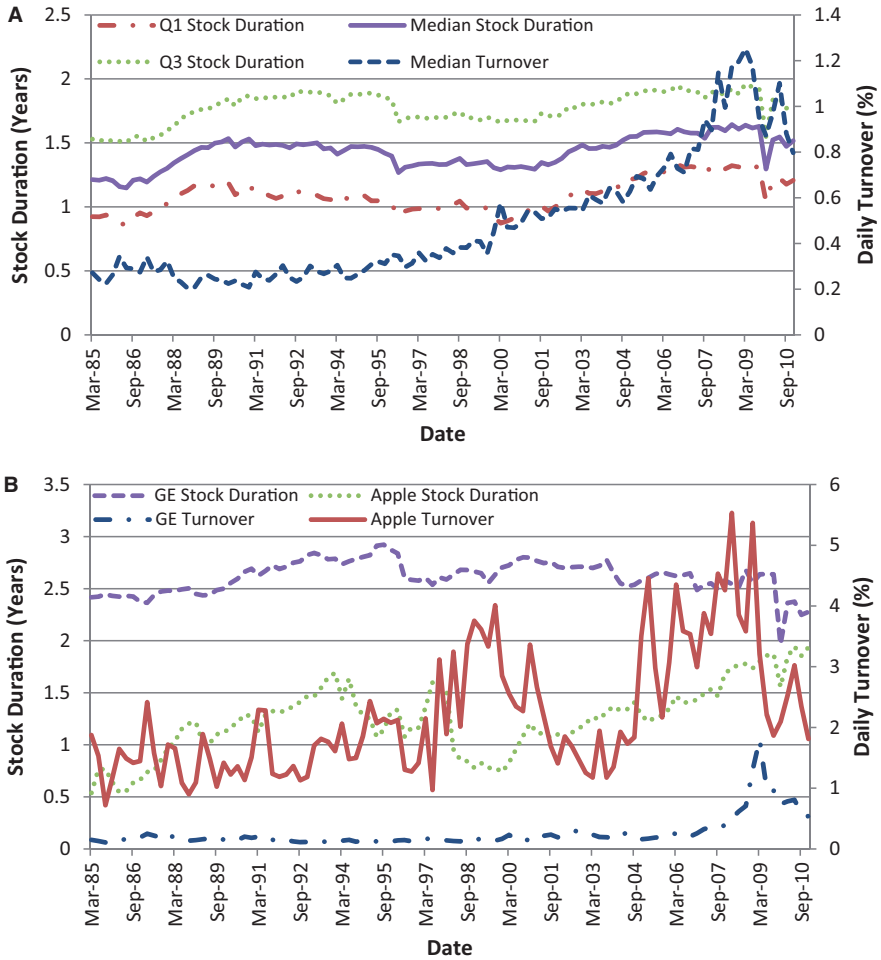 A
Q1 Stock Duration
Median Stock Duration
Q3 Stock Duration
Median Turnover
Stock Duration (Years)
2.5
2
1.5
1
0.5
0
Daily Turnover (%)
1.4
1.2
1
0.8
0.6
0.4
0.2
0
Mar-85
Sep-86
Mar-88
Sep-89
Mar-91
Sep-92
Mar-94
Sep-95
Mar-97
Sep-98
Mar-00
Sep-01
Mar-03
Sep-04
Mar-06
Sep-07
Mar-09
Sep-10
Date
B
GE Stock Duration
Apple Stock Duration
GE Turnover
Apple Turnover
Stock Duration (Years)
3.5
3
2.5
2
1.5
1
0.5
0
Daily Turnover (%)
6
5
4
3
2
1
0
Mar-85
Sep-86
Mar-88
Sep-89
Mar-91
Sep-92
Mar-94
Sep-95
Mar-97
Sep-98
Mar-00
Sep-01
Mar-03
Sep-04
Mar-06
Sep-07
Mar-09
Sep-10
Date